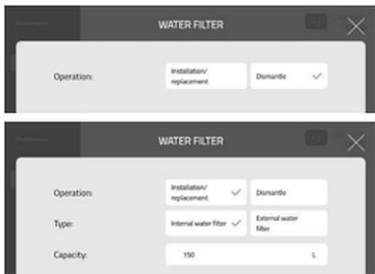 WATER FILTER
Operation:
Installation/
replacement
Dismantle
WATER FILTER
Operation:
Installation/
replacement
Dismantle
Type:
Internal water filter
External water
filter
Capacity:
150
L